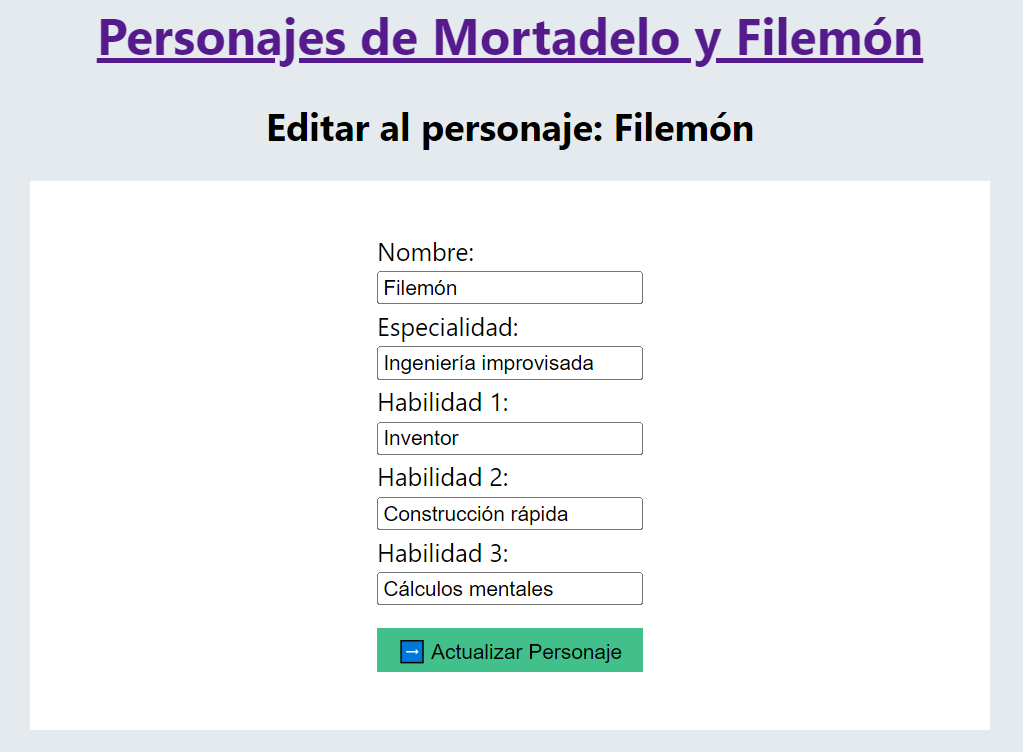 Personajes de Mortadelo y Filemón
Editar al personaje: Filemón
Nombre:
Filemón
Especialidad:
Ingeniería improvisada
Habilidad 1:
Inventor
Habilidad 2:
Construcción rápida
Habilidad 3:
Cálculos mentales
➡️ Actualizar Personaje